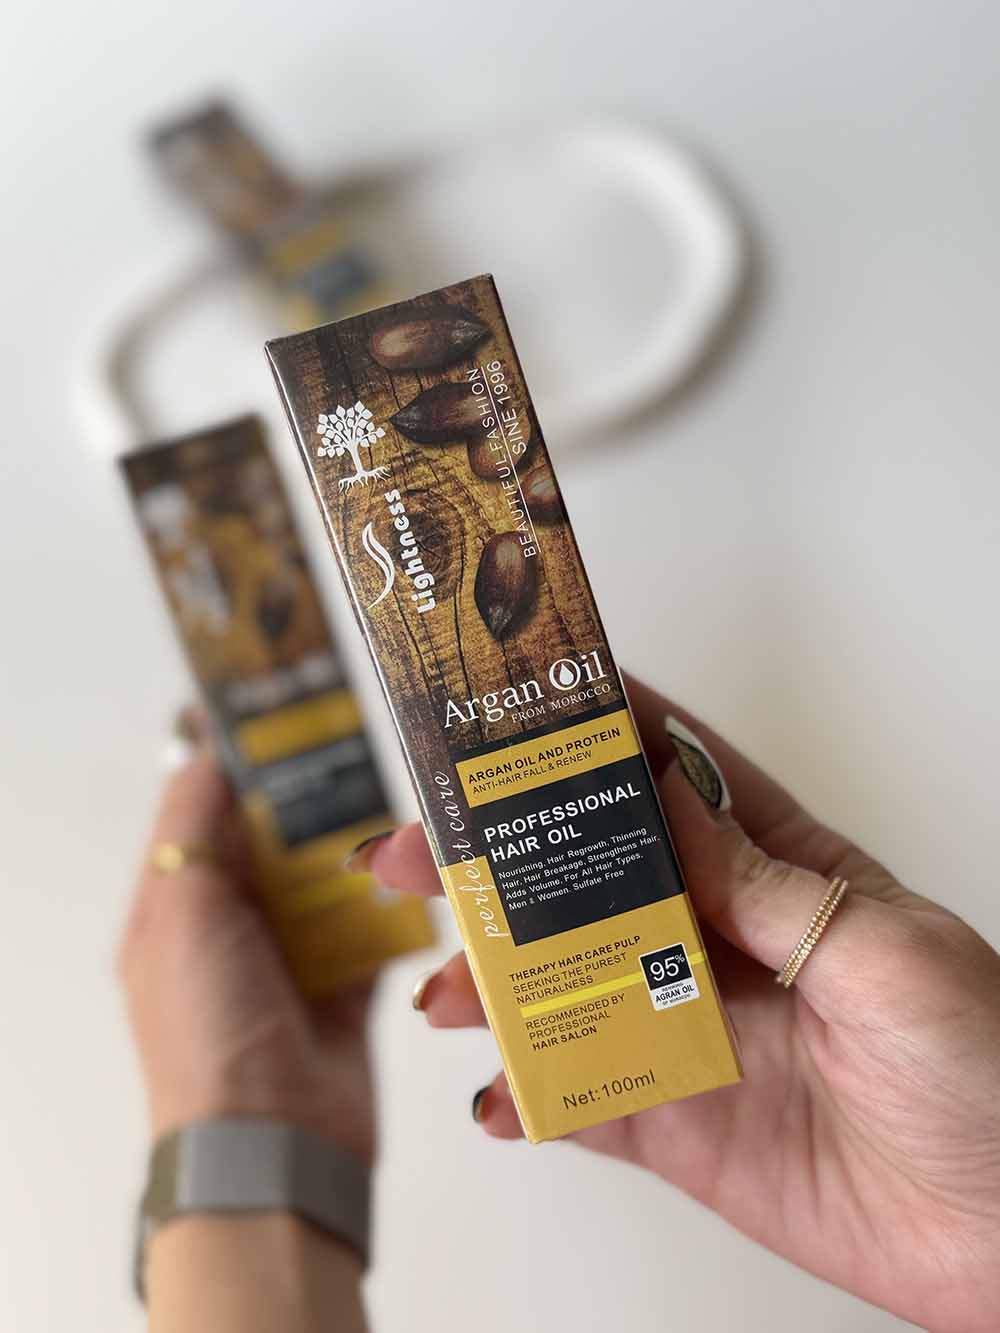 Lightness
BEAUTIFUL FASHION
SINE 1996
Argan Oil
FROM MOROCCO
ARGAN OIL AND PROTEIN
ANTI-HAIR FALL & RENEW
perfect care
PROFESSIONAL
HAIR OIL
Nourishing, Hair Regrowth, Thinning
Hair, Hair Breakage, Strengthens Hair,
Adds Volume, For All Hair Types,
Men & Women, Sulfate Free
THERAPY HAIR CARE PULP
SEEKING THE PUREST
NATURALNESS
95%
AGRAN OIL
OF MOROCCO
RECOMMENDED BY
PROFESSIONAL
HAIR SALON
Net:100ml